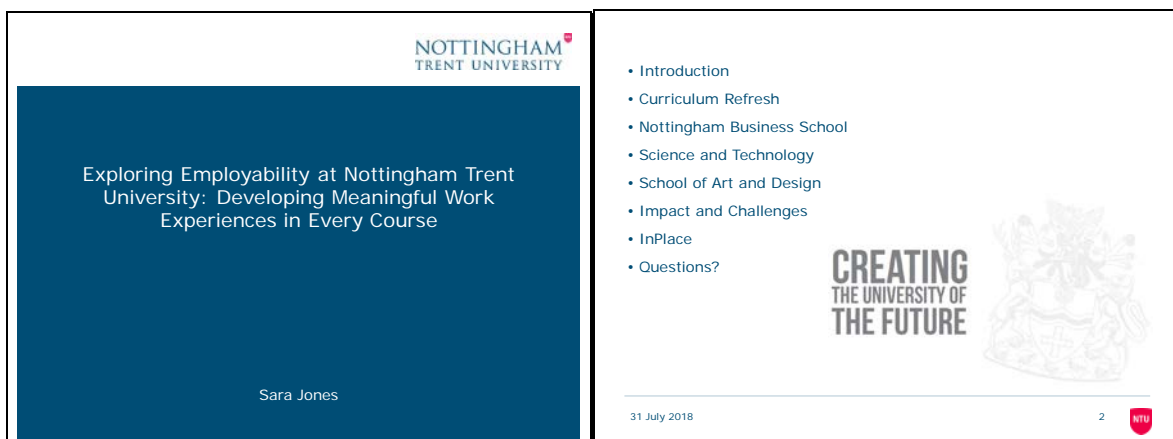 NOTTINGHAM
NTU
TRENT UNIVERSITY
Exploring Employability at Nottingham Trent
University: Developing Meaningful Work
Experiences in Every Course
Sara Jones
• Introduction
• Curriculum Refresh
• Nottingham Business School
• Science and Technology
• School of Art and Design
• Impact and Challenges
• InPlace
• Questions?
CREATING
THE UNIVERSITY OF
THE FUTURE
31 July 2018
2
NTU